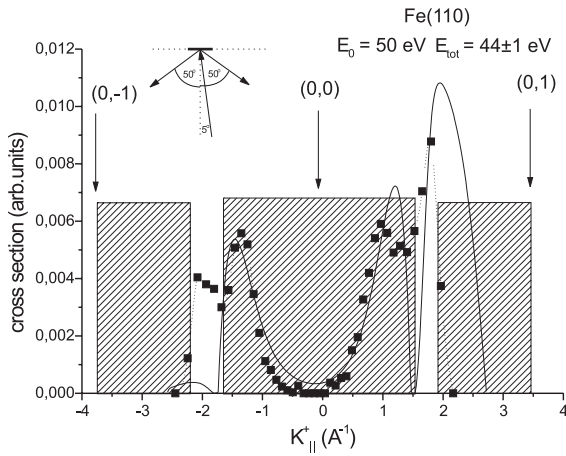 Fe(110)
E0 = 50 eV Etot = 44±1 eV
50° 50°
5°
(0,-1) (0,0) (0,1)
cross section (arb.units)
0,012
0,010
0,008
0,006
0,004
0,002
0,000
-4 -3 -2 -1 0 1 2 3 4
K+|| (A-1)